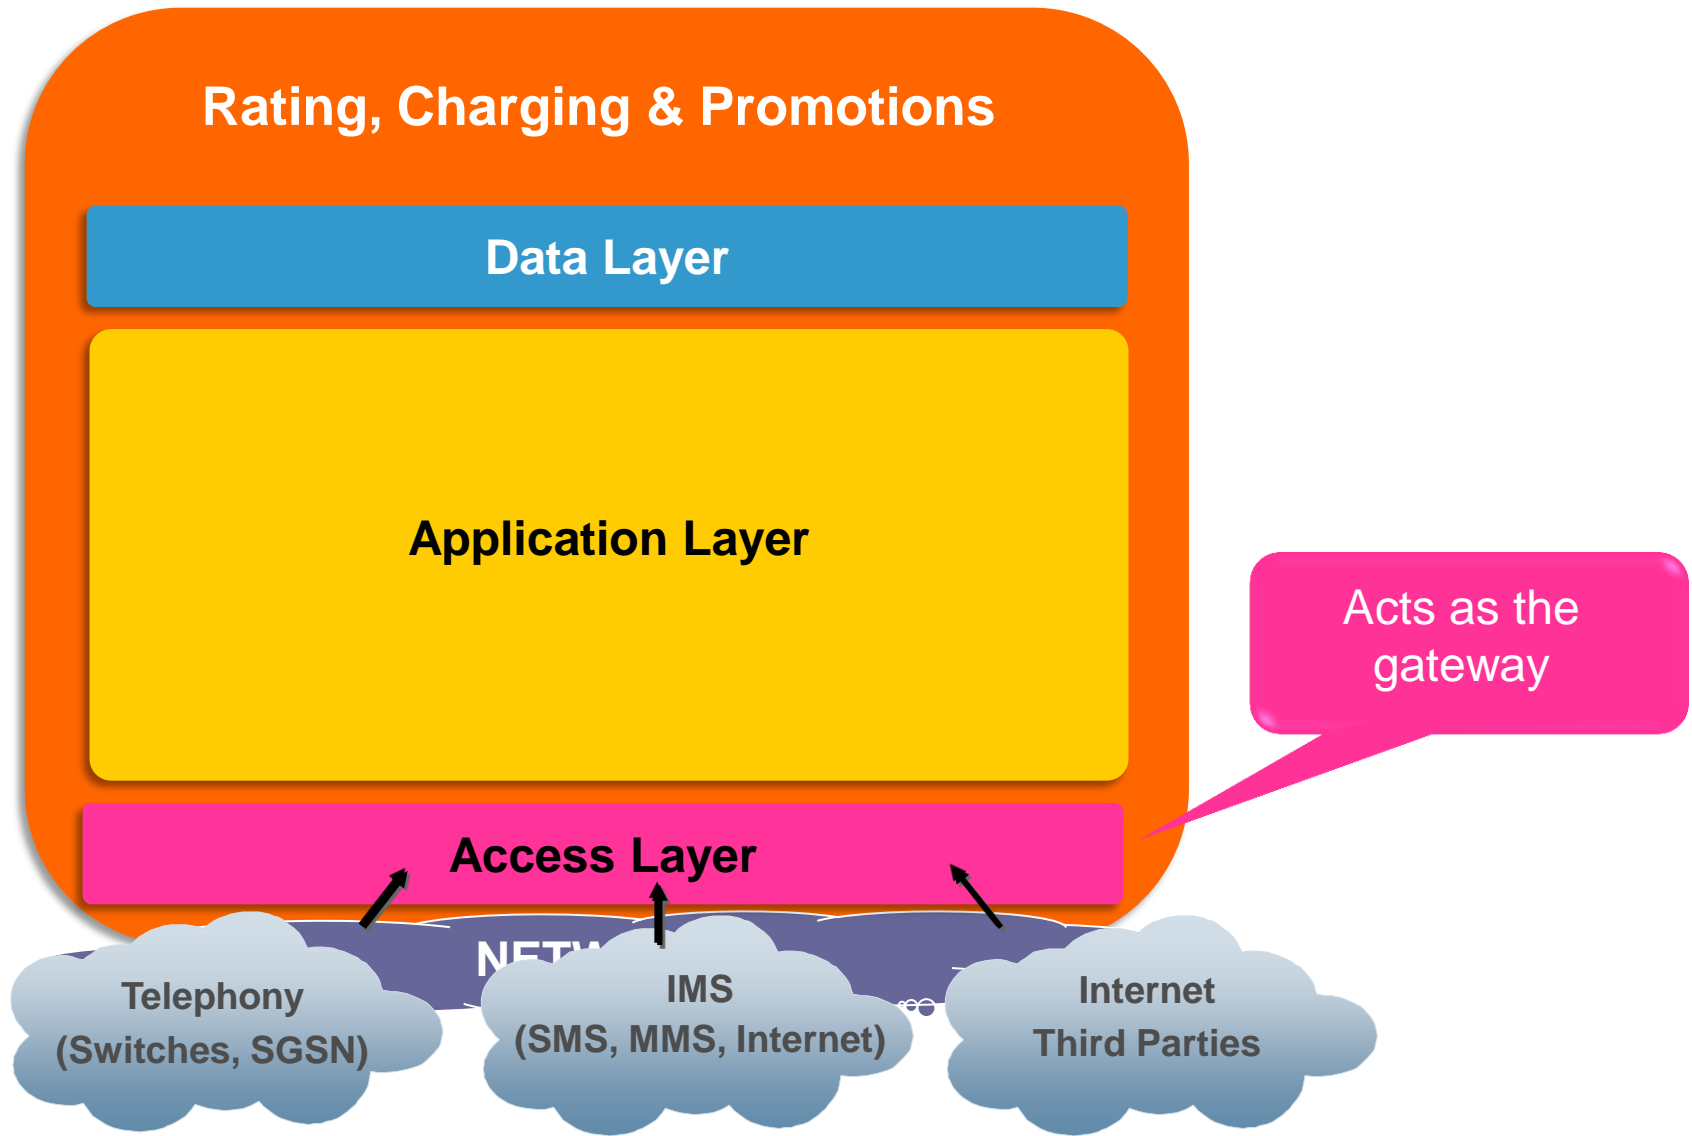 Rating, Charging & Promotions
Data Layer
Application Layer
Acts as the
gateway
Access Layer
Telephony
(Switches, SGSN)
IMS
(SMS, MMS, Internet)
Internet
Third Parties